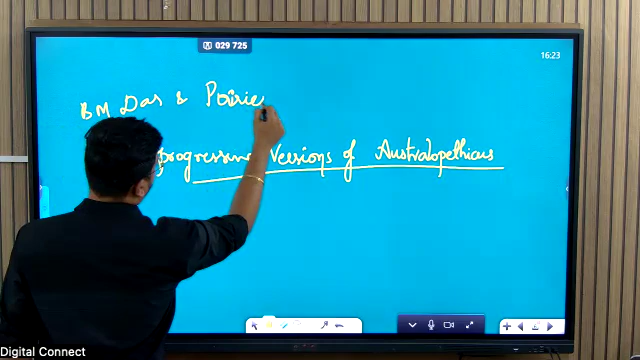 029 725
16:23
BM Das & Poirie
progressive Versions of Australopethicus
Digital Connect